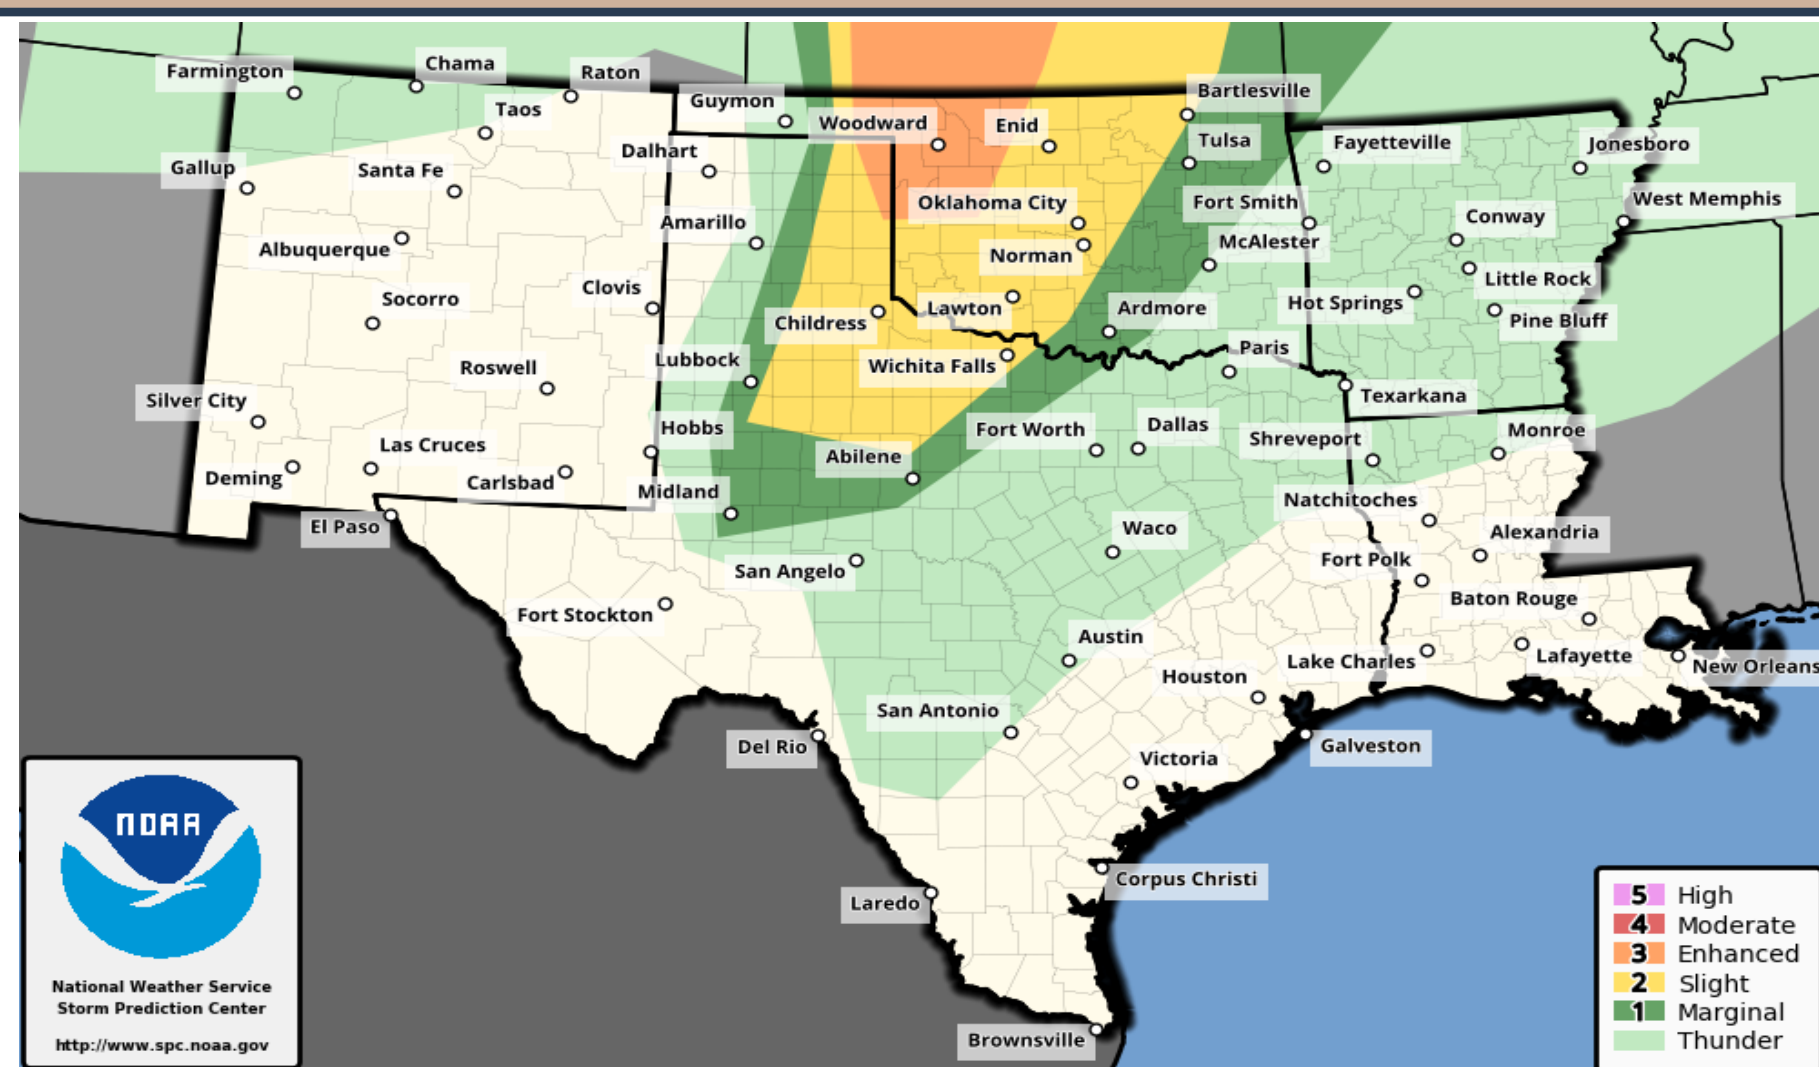 Farmington
Chama
Raton
Taos
Guymon
Bartlesville
Woodward
Enid
Dalhart
Tulsa
Fayetteville
Jonesboro
Gallup
Santa Fe
Oklahoma City
Fort Smith
West Memphis
Amarillo
Conway
Albuquerque
Norman
McAlester
Clovis
Little Rock
Socorro
Childress
Lawton
Ardmore
Hot Springs
Pine Bluff
Lubbock
Paris
Roswell
Wichita Falls
Silver City
Texarkana
Hobbs
Fort Worth
Dallas
Shreveport
Monroe
Las Cruces
Abilene
Deming
Carlsbad
Midland
Natchitoches
El Paso
Waco
Alexandria
San Angelo
Fort Polk
Fort Stockton
Baton Rouge
Austin
Lake Charles
Lafayette
New Orleans
Houston
San Antonio
Del Rio
Galveston
Victoria
Corpus Christi
Laredo
Brownsville
NOAA
National Weather Service
Storm Prediction Center
http://www.spc.noaa.gov
5 High
4 Moderate
3 Enhanced
2 Slight
1 Marginal
Thunder